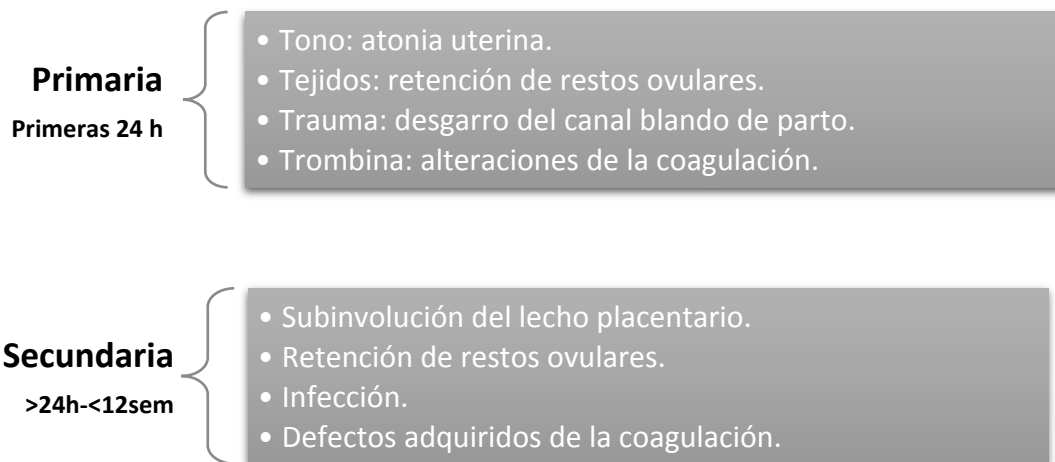 Primaria
Primeras 24 h
• Tono: atonia uterina.
• Tejidos: retención de restos ovulares.
• Trauma: desgarro del canal blando de parto.
• Trombina: alteraciones de la coagulación.
Secundaria
>24h-<12sem
• Subinvolución del lecho placentario.
• Retención de restos ovulares.
• Infección.
• Defectos adquiridos de la coagulación.